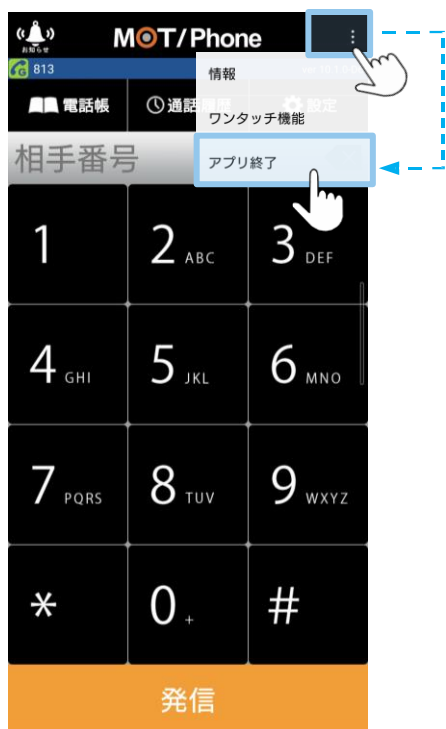 お知らせ
MOT/Phone
813
情報
電話帳
通話
設定
ワンタッチ機能
相手番号
アプリ終了
1
2 ABC
3 DEF
4 GHI
5 JKL
6 MNO
7 PQRS
8 TUV
9 WXYZ
*
0 +
#
発信